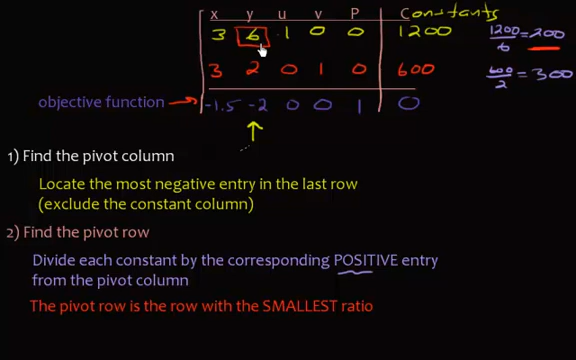 x y u v P Constants
3 6 1 0 0 1200 1200/6 = 200
3 2 0 1 0 600 600/2 = 300
objective function → -1.5 -2 0 0 1 0
1) Find the pivot column
Locate the most negative entry in the last row
(exclude the constant column)
2) Find the pivot row
Divide each constant by the corresponding POSITIVE entry
from the pivot column
The pivot row is the row with the SMALLEST ratio